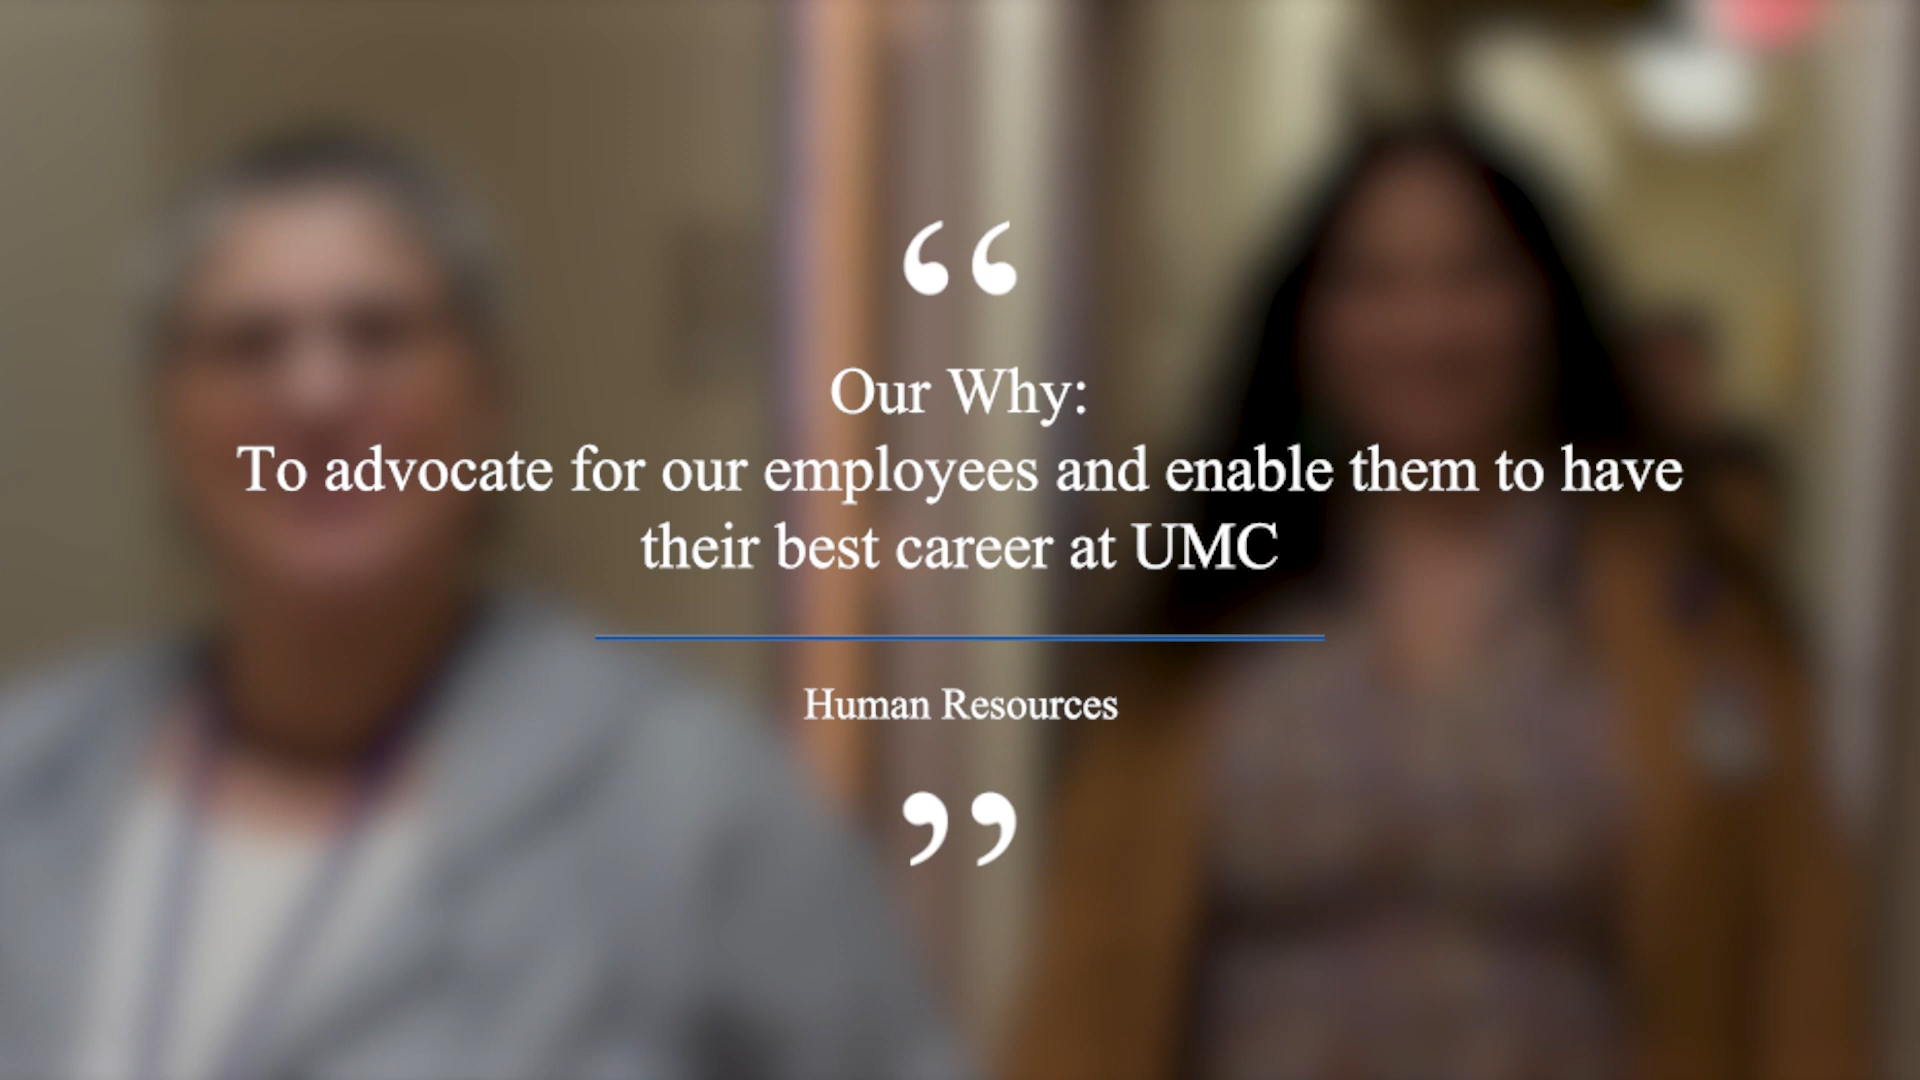 “
Our Why:
To advocate for our employees and enable them to have
their best career at UMC
Human Resources
”